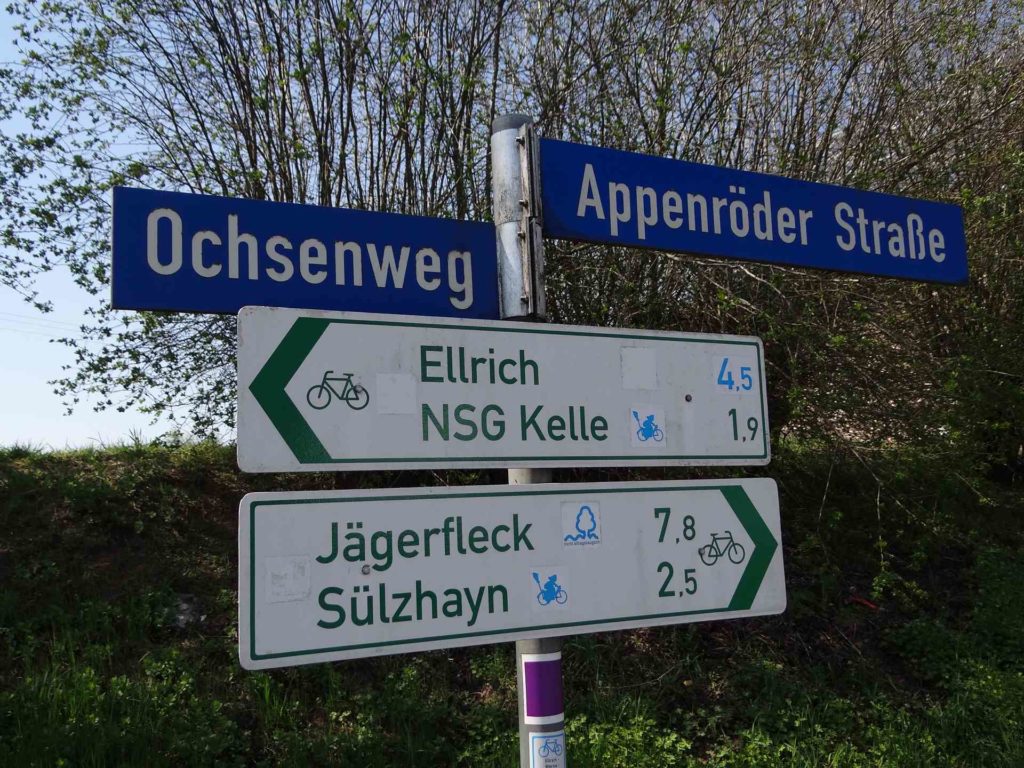 Ochsenweg
Appenröder Straße
Ellrich 4,5
NSG Kelle 1,9
Jägerfleck 7,8
Sülzhayn 2,5